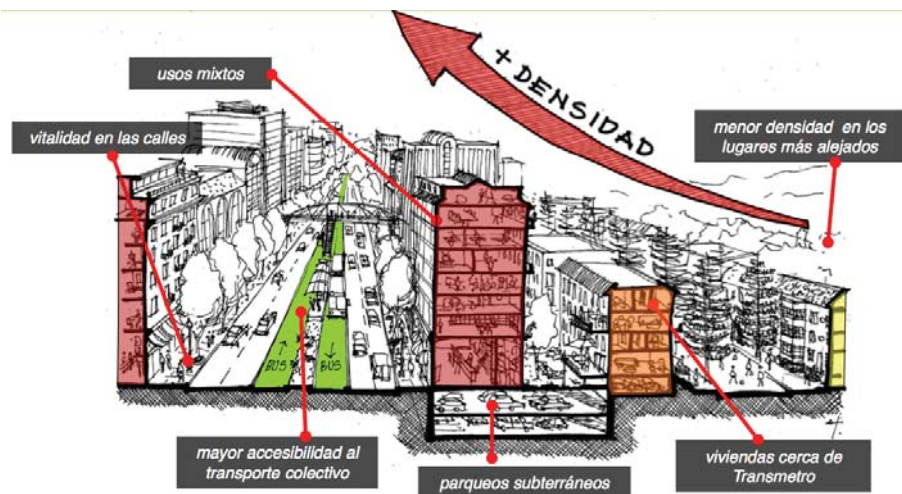 usos mixtos
+ DENSIDAD
vitalidad en las calles
menor densidad en los
lugares más alejados
BUS
BUS
mayor accesibilidad al
transporte colectivo
parqueos subterráneos
viviendas cerca de
Transmetro